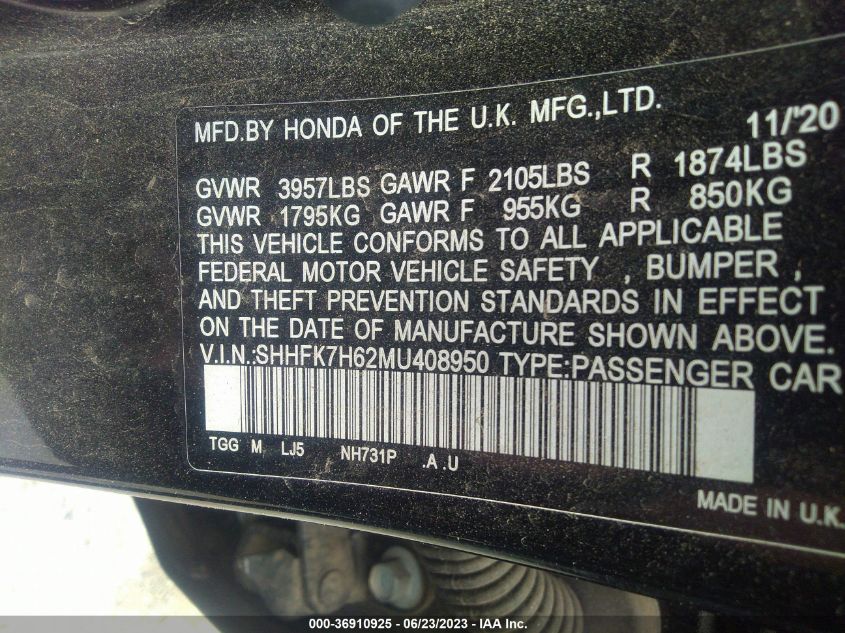 MFD.BY HONDA OF THE U.K. MFG.,LTD. 11/'20
GVWR 3957LBS GAWR F 2105LBS R 1874LBS
GVWR 1795KG GAWR F 955KG R 850KG
THIS VEHICLE CONFORMS TO ALL APPLICABLE
FEDERAL MOTOR VEHICLE SAFETY , BUMPER ,
AND THEFT PREVENTION STANDARDS IN EFFECT
ON THE DATE OF MANUFACTURE SHOWN ABOVE.
V.I.N.:SHHFK7H62MU408950 TYPE:PASSENGER CAR
TGG M LJ5 NH731P .A .U
MADE IN U.K.
000-36910925 - 06/23/2023 - IAA Inc.